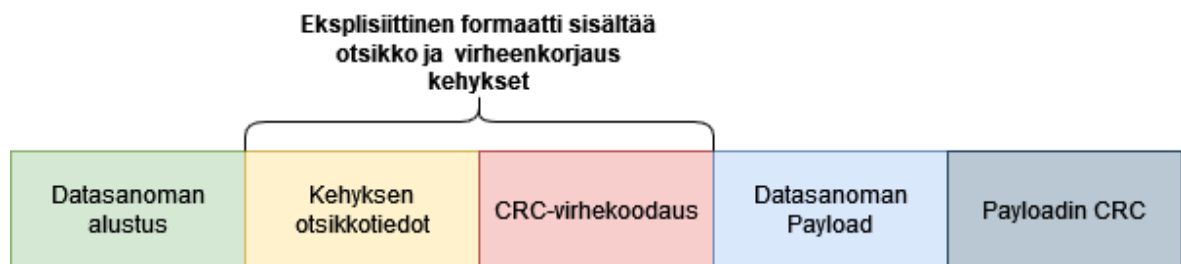 Eksplisiittinen formaatti sisältää
otsikko ja virheenkorjaus
kehykset
Datasanoman
alustus
Kehyksen
otsikkotiedot
CRC-virhekoodaus
Datasanoman
Payload
Payloadin CRC